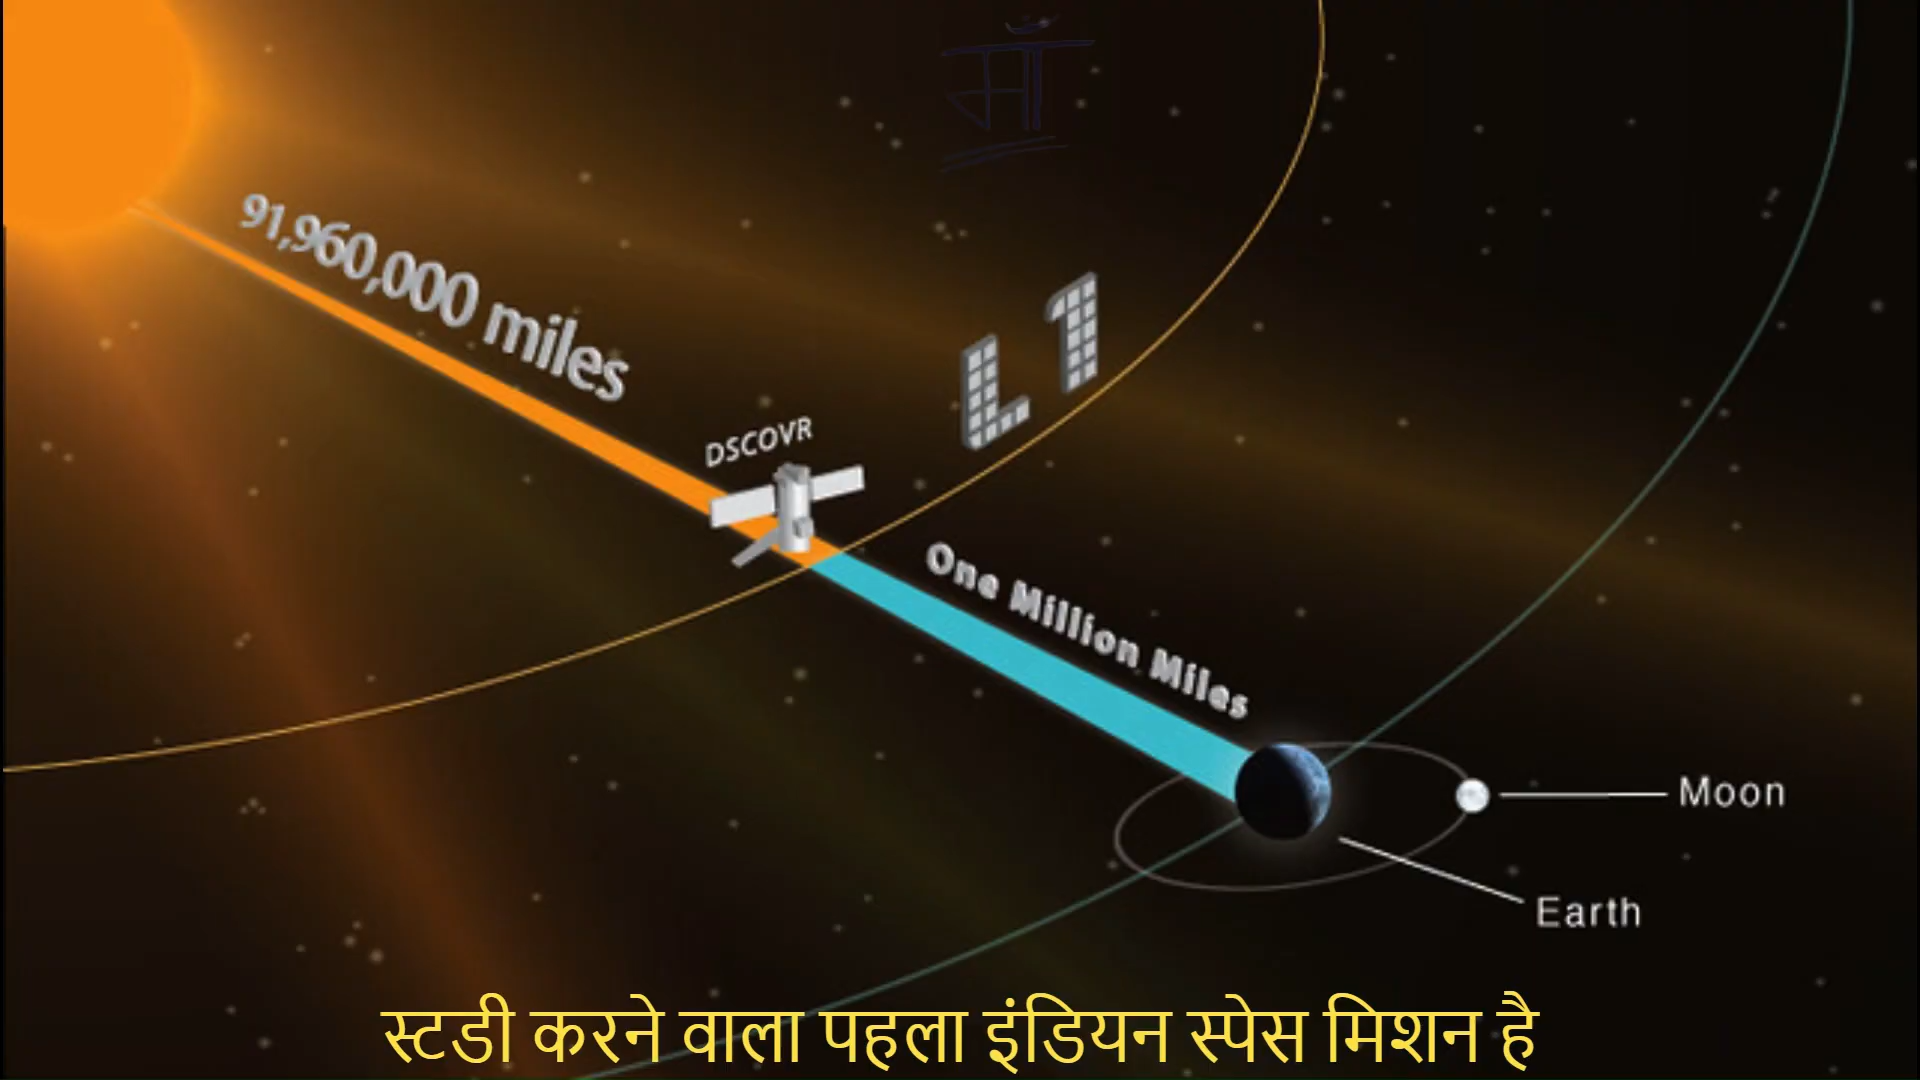 माँ
91,960,000 miles
L1
DSCOVR
One Million Miles
Moon
Earth
स्टडी करने वाला पहला इंडियन स्पेस मिशन है